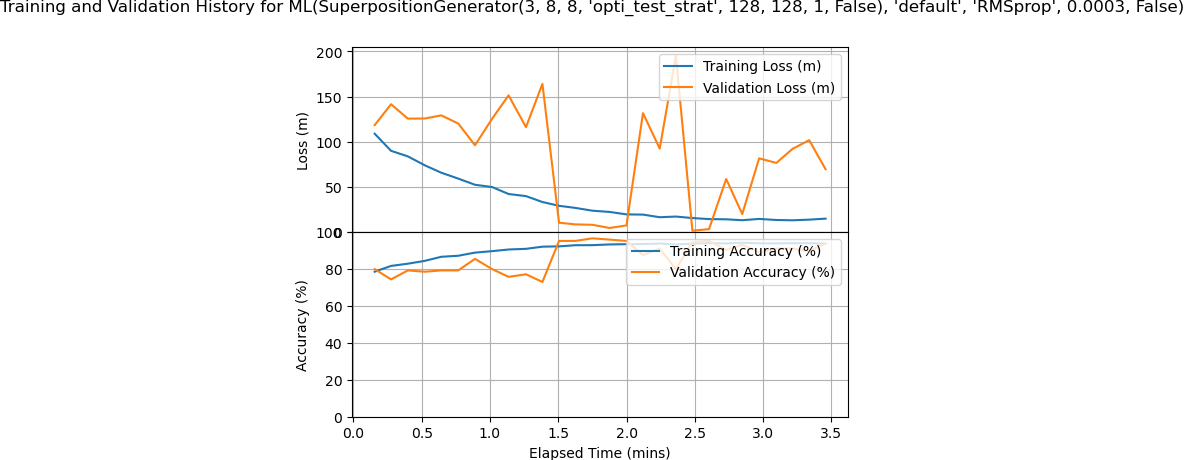 Training and Validation History for ML(SuperpositionGenerator(3, 8, 8, 'opti_test_strat', 128, 128, 1, False), 'default', 'RMSprop', 0.0003, False)
200
150
100
50
0
Loss (m)
Training Loss (m)
Validation Loss (m)
100
80
60
40
20
0
Accuracy (%)
Training Accuracy (%)
Validation Accuracy (%)
0.0 0.5 1.0 1.5 2.0 2.5 3.0 3.5
Elapsed Time (mins)